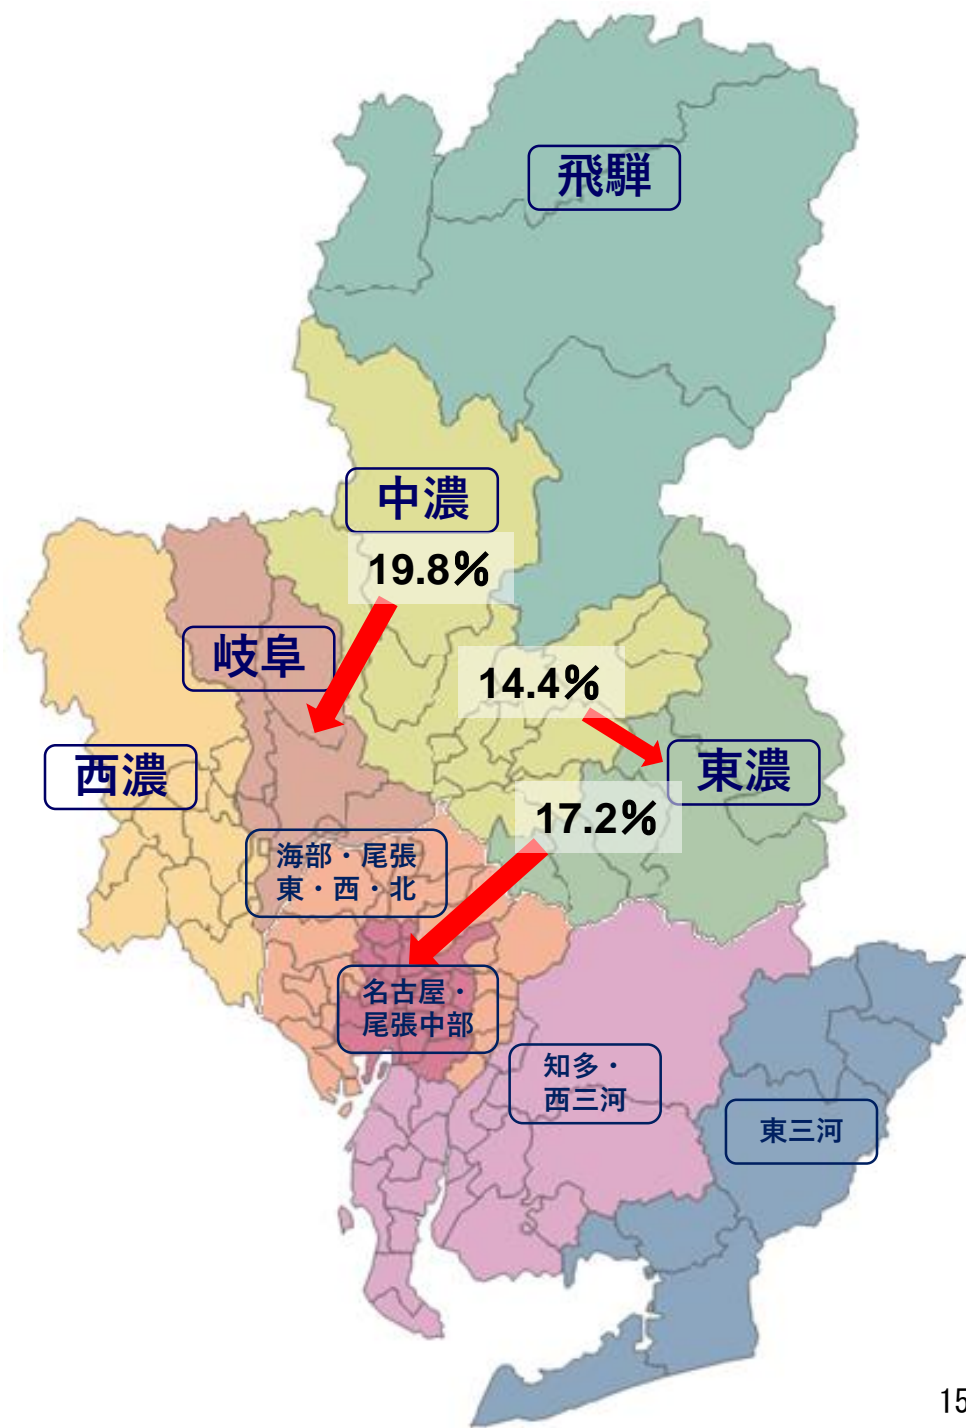 飛騨
中濃
19.8%
岐阜
14.4%
西濃
東濃
17.2%
海部・尾張
東・西・北
名古屋・
尾張中部
知多・
西三河
東三河
15